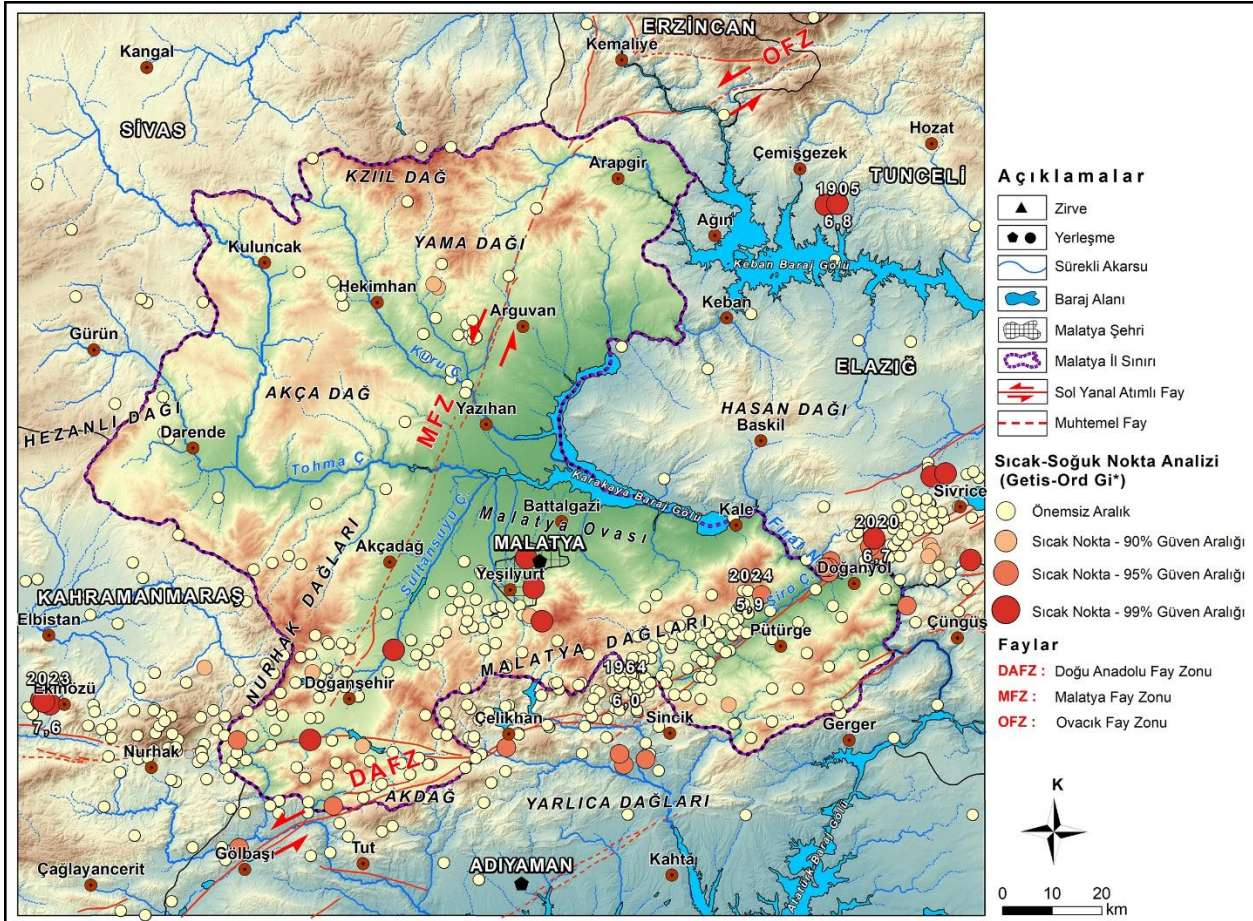 ERZİNCAN
Kemaliye
OFZ
Kangal
SİVAS
Hozat
Çemişgezek
TUNCELİ
KZIIL DAĞ
Arapgir
1905
6,8
Ağın
YAMA DAĞI
Kuluncak
Keban Baraj Gölü
Hekimhan
Arguvan
Keban
Gürün
Kuru Ç.
ELAZIĞ
AKÇA DAĞ
HEZANLI DAĞI
MFZ
Yazıhan
HASAN DAĞI
Baskil
Darende
Tohma Ç.
Karakaya Baraj Gölü
Sivrice
Battalgazi
Kale
Malatya Ovası
Fırat N.
2020
6,7
MALATYA
Akçadağ
Sultansuyu Ç.
Yeşilyurt
2024
5,9
Doğanyol
Şiro Ç.
KAHRAMANMARAŞ
Elbistan
NURHAK DAĞLARI
MALATYA DAĞLARI
Pütürge
Çüngüş
2023
Ekinözü
7,6
Doğanşehir
1964
6,0
Çelikhan
Sincik
Gerger
Nurhak
DAFZ
AKDAĞ
YARLICA DAĞLARI
Atatürk Baraj Gölü
Gölbaşı
Tut
Çağlayancerit
ADIYAMAN
Kahta
Açıklamalar
Zirve
Yerleşme
Sürekli Akarsu
Baraj Alanı
Malatya Şehri
Malatya İl Sınırı
Sol Yanal Atımlı Fay
Muhtemel Fay
Sıcak-Soğuk Nokta Analizi
(Getis-Ord Gi*)
Önemsiz Aralık
Sıcak Nokta - 90% Güven Aralığı
Sıcak Nokta - 95% Güven Aralığı
Sıcak Nokta - 99% Güven Aralığı
Faylar
DAFZ : Doğu Anadolu Fay Zonu
MFZ : Malatya Fay Zonu
OFZ : Ovacık Fay Zonu
K
0 10 20
km